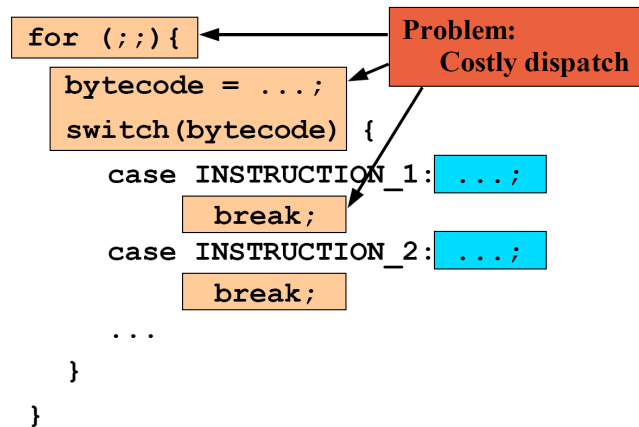 for (;;){
Problem:
Costly dispatch
bytecode = ...;
switch(bytecode) {
case INSTRUCTION_1: ...;
break;
case INSTRUCTION_2: ...;
break;
...
}
}